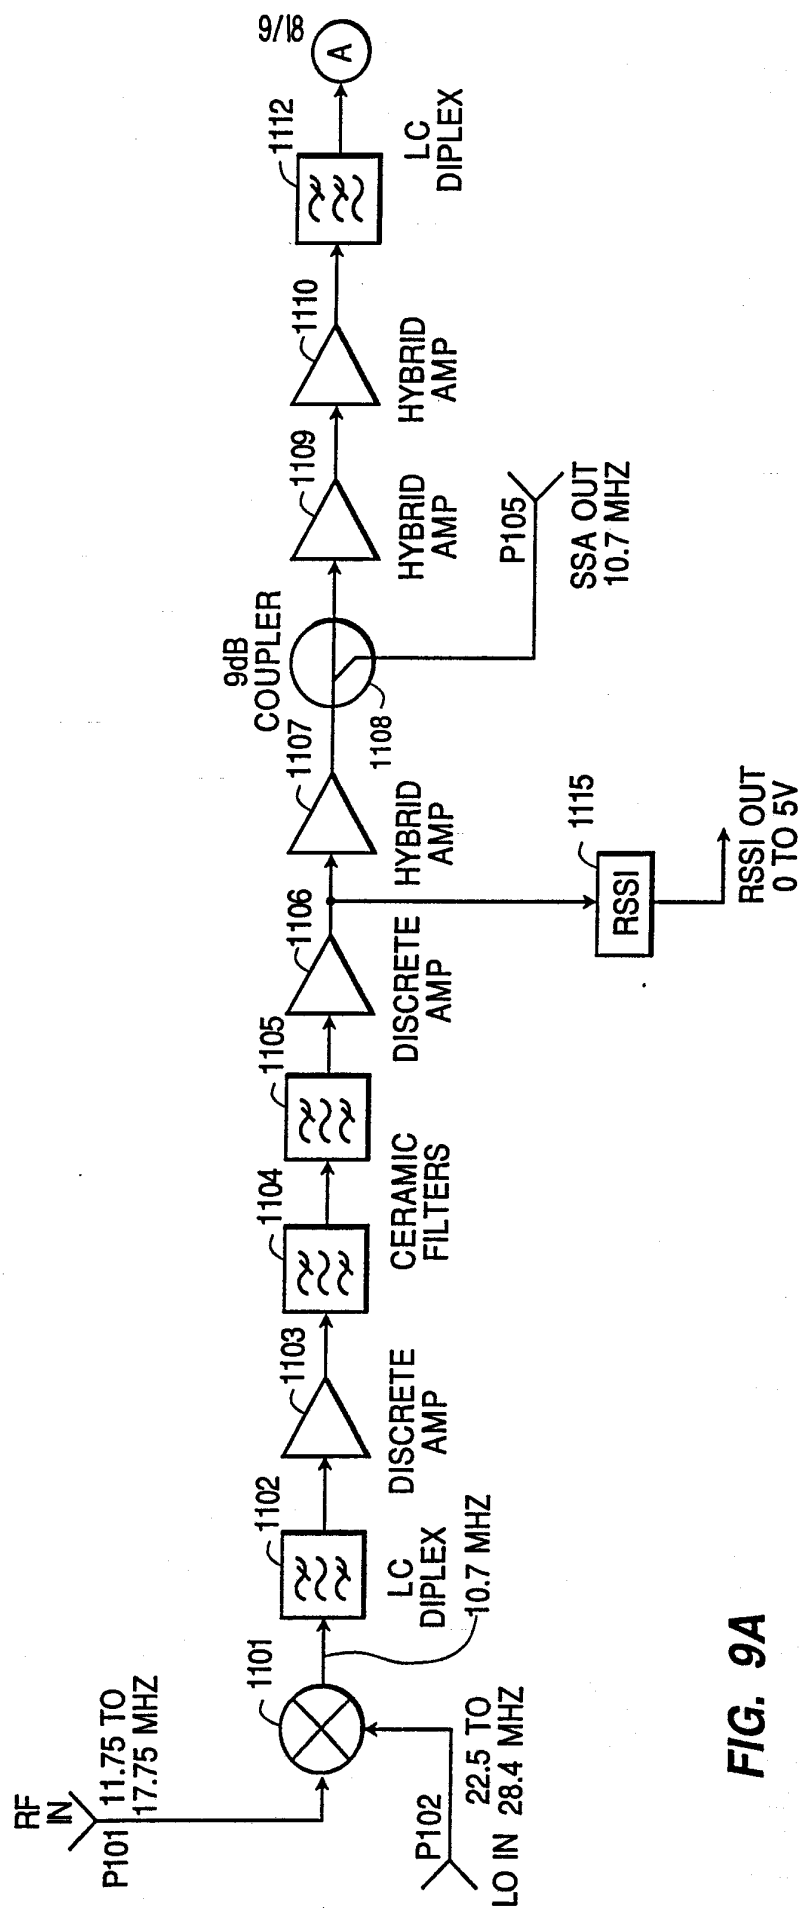 RF
IN
P101
11.75 TO
17.75 MHZ
1101
P102
LO IN
22.5 TO
28.4 MHZ
10.7 MHZ
1102
LC
DIPLEX
1103
DISCRETE
AMP
1104
1105
CERAMIC
FILTERS
1106
DISCRETE
AMP
1115
RSSI
RSSI OUT
0 TO 5V
1107
HYBRID
AMP
9dB
COUPLER
1108
P105
SSA OUT
10.7 MHZ
1109
HYBRID
AMP
1110
HYBRID
AMP
1112
LC
DIPLEX
A
9/18
FIG. 9A